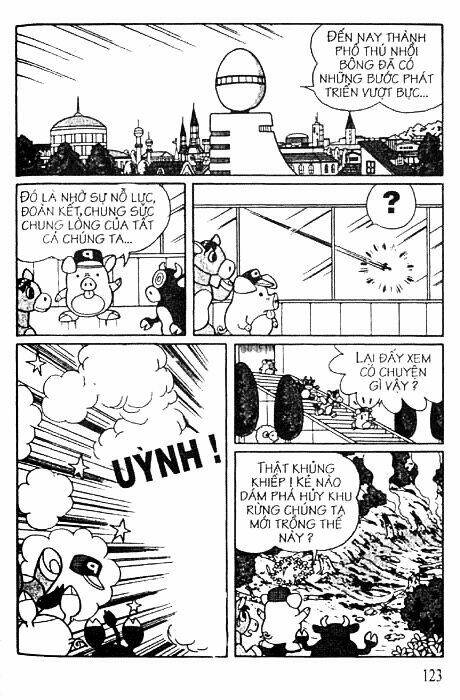 ĐẾN NAY THÀNH
PHỐ THÚ NHỒI
BÔNG ĐÃ CÓ
NHỮNG BƯỚC PHÁT
TRIỂN VƯỢT BỰC...
ĐÓ LÀ NHỜ SỰ NỖ LỰC,
ĐOÀN KẾT, CHUNG SỨC
CHUNG LÒNG CỦA TẤT
CẢ CHÚNG TA...
?
UỲNH !
LẠI ĐẤY XEM
CÓ CHUYỆN
GÌ VẬY ?
THẬT KHỦNG
KHIẾP ! KẺ NÀO
DÁM PHÁ HỦY KHU
RỪNG CHÚNG TA
MỚI TRỒNG THẾ
NÀY ?
123